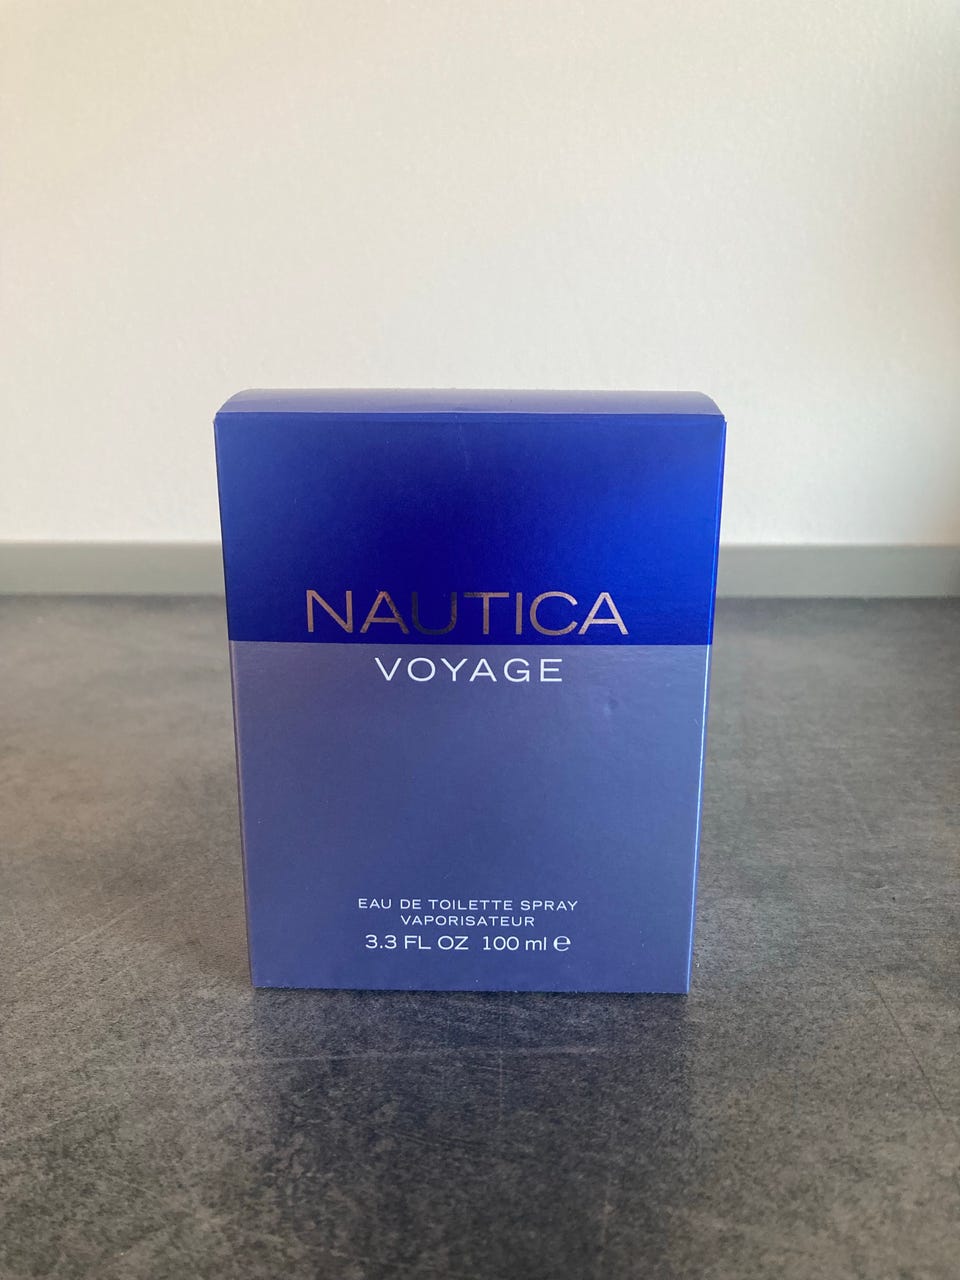 NAUTICA
VOYAGE
EAU DE TOILETTE SPRAY
VAPORISATEUR
3.3 FL OZ 100 ml ℮